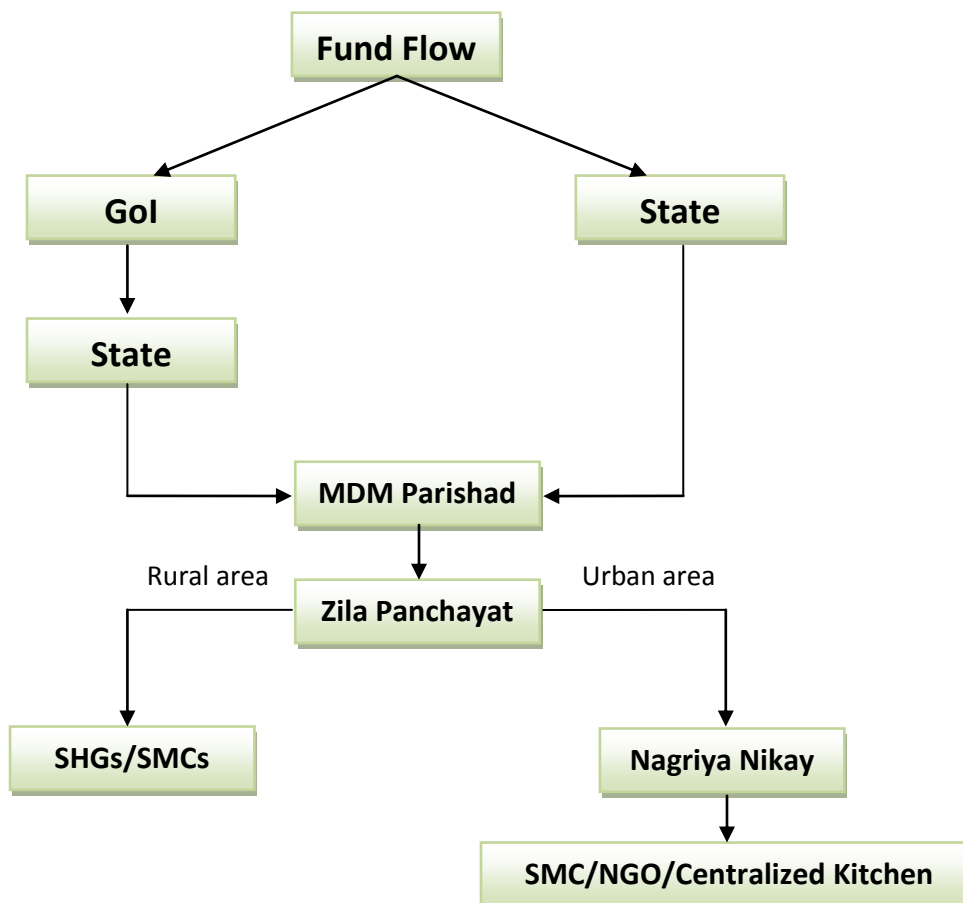 Fund Flow
GoI
State
State
MDM Parishad
Rural area
Urban area
Zila Panchayat
SHGs/SMCs
Nagriya Nikay
SMC/NGO/Centralized Kitchen